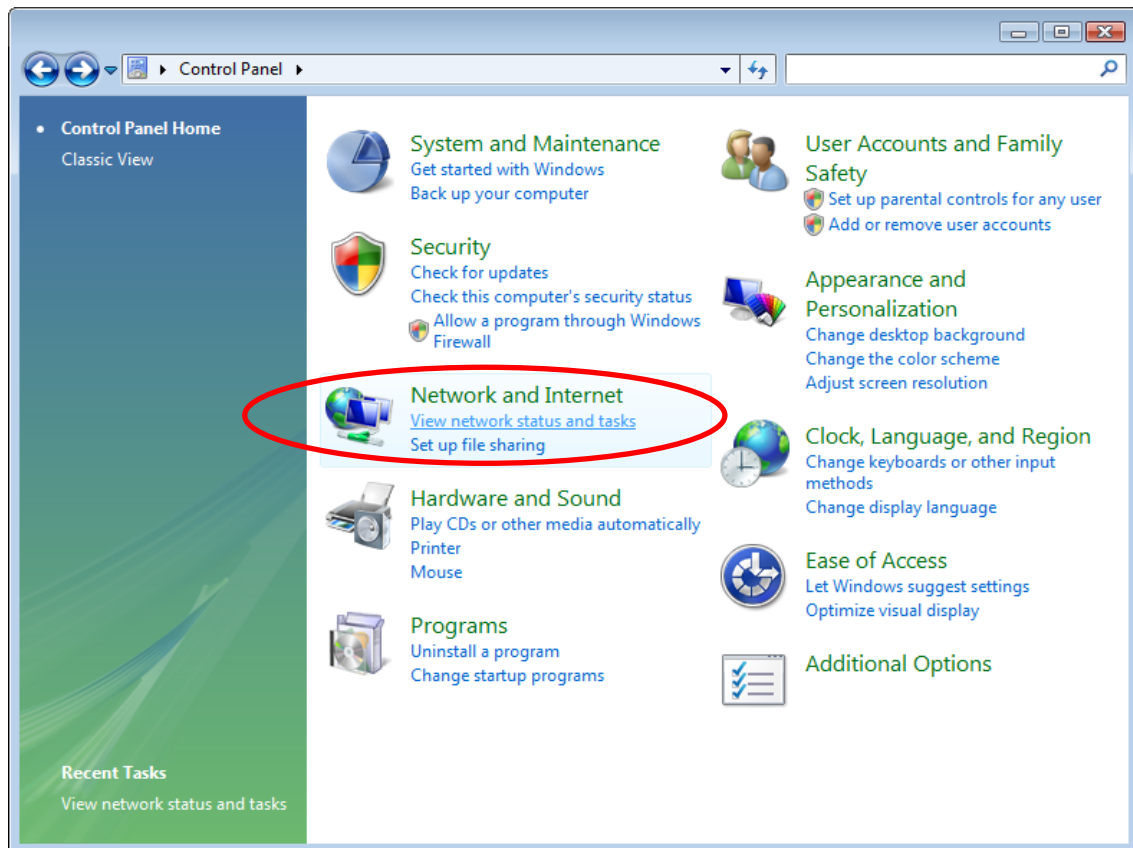 Control Panel
Control Panel Home
Classic View
System and Maintenance
Get started with Windows
Back up your computer
Security
Check for updates
Check this computer's security status
Allow a program through Windows
Firewall
Network and Internet
View network status and tasks
Set up file sharing
Hardware and Sound
Play CDs or other media automatically
Printer
Mouse
Programs
Uninstall a program
Change startup programs
User Accounts and Family
Safety
Set up parental controls for any user
Add or remove user accounts
Appearance and
Personalization
Change desktop background
Change the color scheme
Adjust screen resolution
Clock, Language, and Region
Change keyboards or other input
methods
Change display language
Ease of Access
Let Windows suggest settings
Optimize visual display
Additional Options
Recent Tasks
View network status and tasks